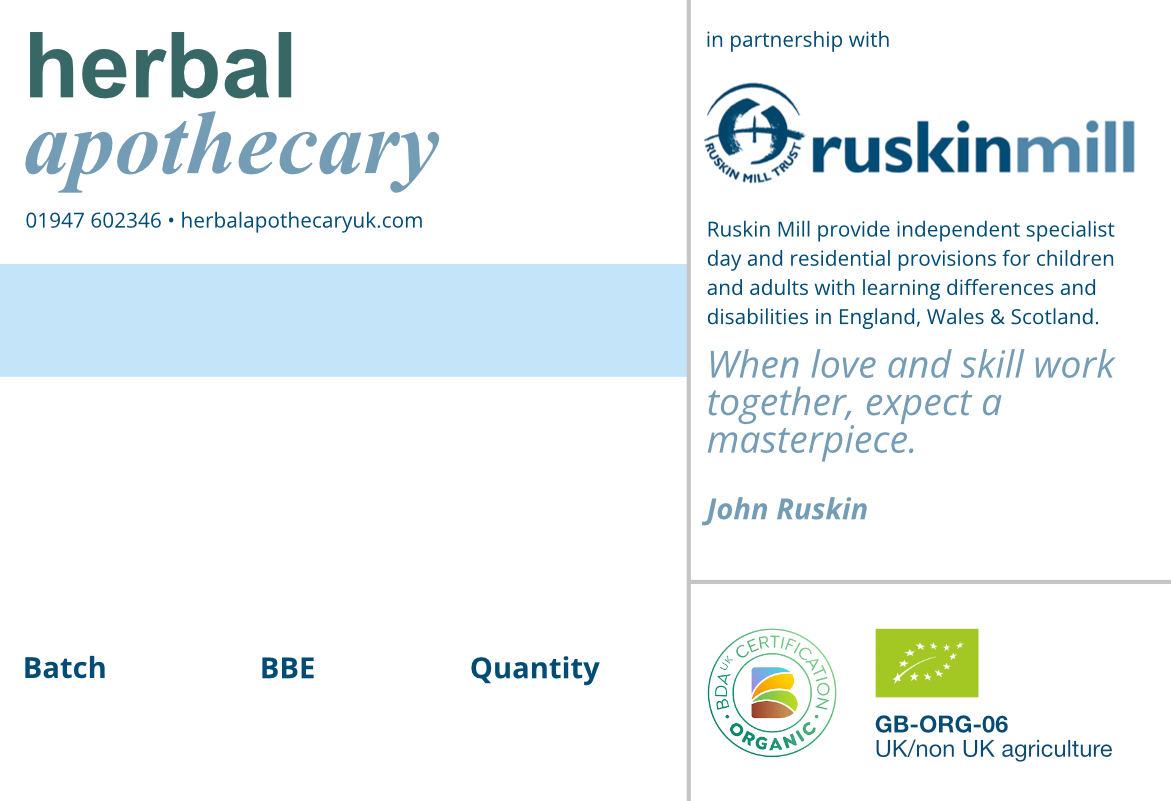 herbal
apothecary
01947 602346 • herbalapothecaryuk.com
Batch
BBE
Quantity
in partnership with
RUSKIN MILL TRUST
ruskinmill
Ruskin Mill provide independent specialist
day and residential provisions for children
and adults with learning differences and
disabilities in England, Wales & Scotland.
When love and skill work
together, expect a
masterpiece.
John Ruskin
BDA UK CERTIFICATION
• ORGANIC •
GB-ORG-06
UK/non UK agriculture